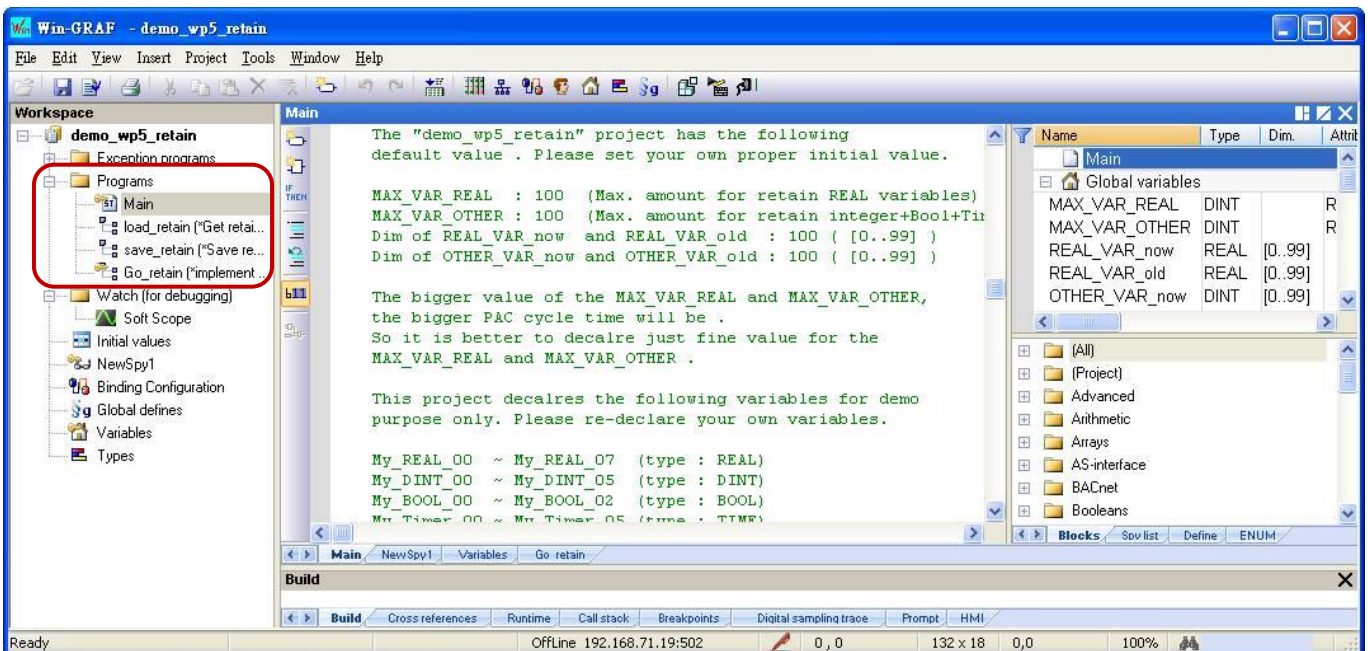 Win-GRAF - demo_wp5_retain
File Edit View Insert Project Tools Window Help
Workspace
demo_wp5_retain
Exception programs
Programs
Main
load_retain (*Get retai...
save_retain (*Save re...
Go_retain (*implement ...
Watch (for debugging)
Soft Scope
Initial values
NewSpy1
Binding Configuration
Global defines
Variables
Types
Main
IF
THEN
The "demo_wp5_retain" project has the following
default value . Please set your own proper initial value.
MAX_VAR_REAL : 100 (Max. amount for retain REAL variables)
MAX_VAR_OTHER : 100 (Max. amount for retain integer+Bool+Tim
Dim of REAL_VAR_now and REAL_VAR_old : 100 ( [0..99] )
Dim of OTHER_VAR_now and OTHER_VAR_old : 100 ( [0..99] )
The bigger value of the MAX_VAR_REAL and MAX_VAR_OTHER,
the bigger PAC cycle time will be .
So it is better to decalre just fine value for the
MAX_VAR_REAL and MAX_VAR_OTHER .
This project decalres the following variables for demo
purpose only. Please re-declare your own variables.
My_REAL_00 ~ My_REAL_07 (type : REAL)
My_DINT_00 ~ My_DINT_05 (type : DINT)
My_BOOL_00 ~ My_BOOL_02 (type : BOOL)
My_Timer_00 ~ My_Timer_05 (type : TIME)
Main NewSpy1 Variables Go_retain
Name Type Dim. Attrib
Main
Global variables
MAX_VAR_REAL DINT R
MAX_VAR_OTHER DINT R
REAL_VAR_now REAL [0..99]
REAL_VAR_old REAL [0..99]
OTHER_VAR_now DINT [0..99]
(All)
(Project)
Advanced
Arithmetic
Arrays
AS-interface
BACnet
Booleans
Blocks Spy list Define ENUM
Build
Build Cross references Runtime Call stack Breakpoints Digital sampling trace Prompt HMI
Ready OffLine 192.168.71.19:502 0 , 0 132 x 18 0,0 100%